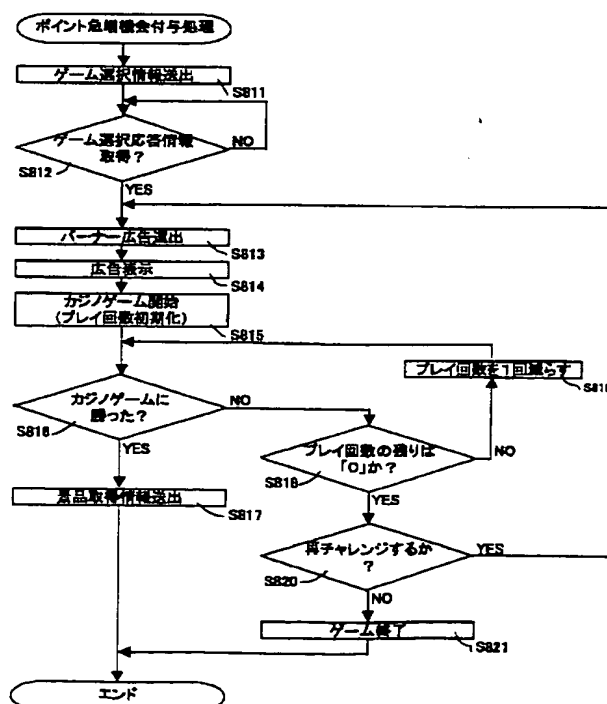 ポイント急増機会付与処理
ゲーム選択情報送出
S811
ゲーム選択応答情報
取得？
NO
S812
YES
バーナー広告選出
S813
広告表示
S814
カジノゲーム開始
(プレイ回数初期化)
S815
プレイ回数を1回減らす
カジノゲームに
勝った？
NO
S816
YES
プレイ回数の残りは
「0」か？
NO
S818
YES
景品取得情報送出
S817
再チャレンジするか
？
YES
S820
NO
ゲーム終了
S821
エンド